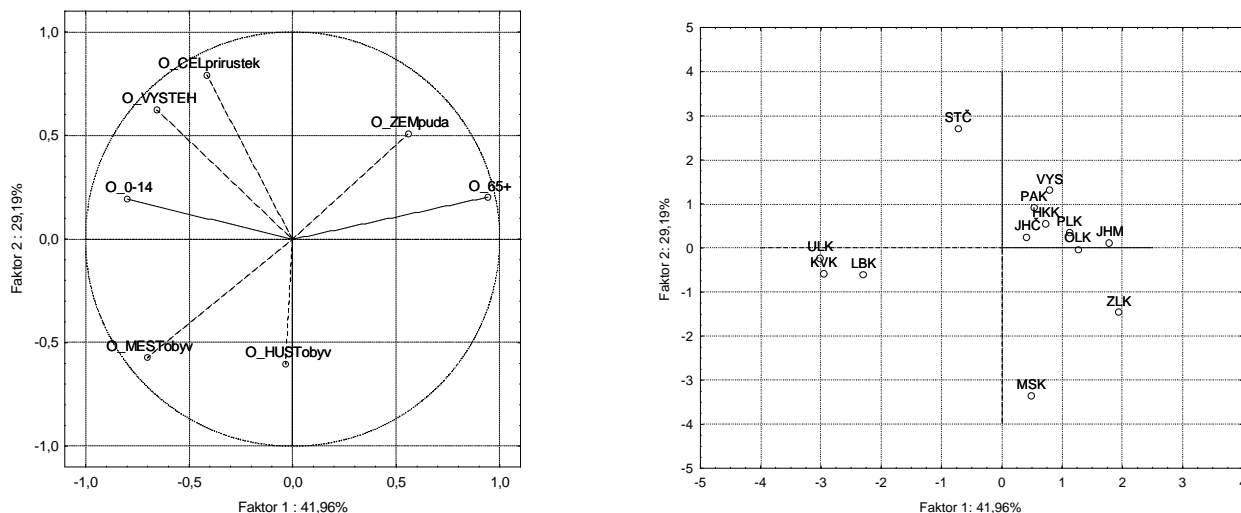 O_CELprirustek
O_VYSTEH
O_ZEMpuda
O_0-14
O_65+
O_MESTobyv
O_HUSTobyv
1,0
0,5
0,0
-0,5
-1,0
-1,0
-0,5
0,0
0,5
1,0
Faktor 2 : 29,19%
Faktor 1 : 41,96%
5
4
3
2
1
0
-1
-2
-3
-4
-5
-5
-4
-3
-2
-1
0
1
2
3
4
STČ
VYS
PAK
HKK
PLK
JHČ
OLK
JHM
ULK
KVK
LBK
ZLK
MSK
Faktor 2: 29,19%
Faktor 1: 41,96%